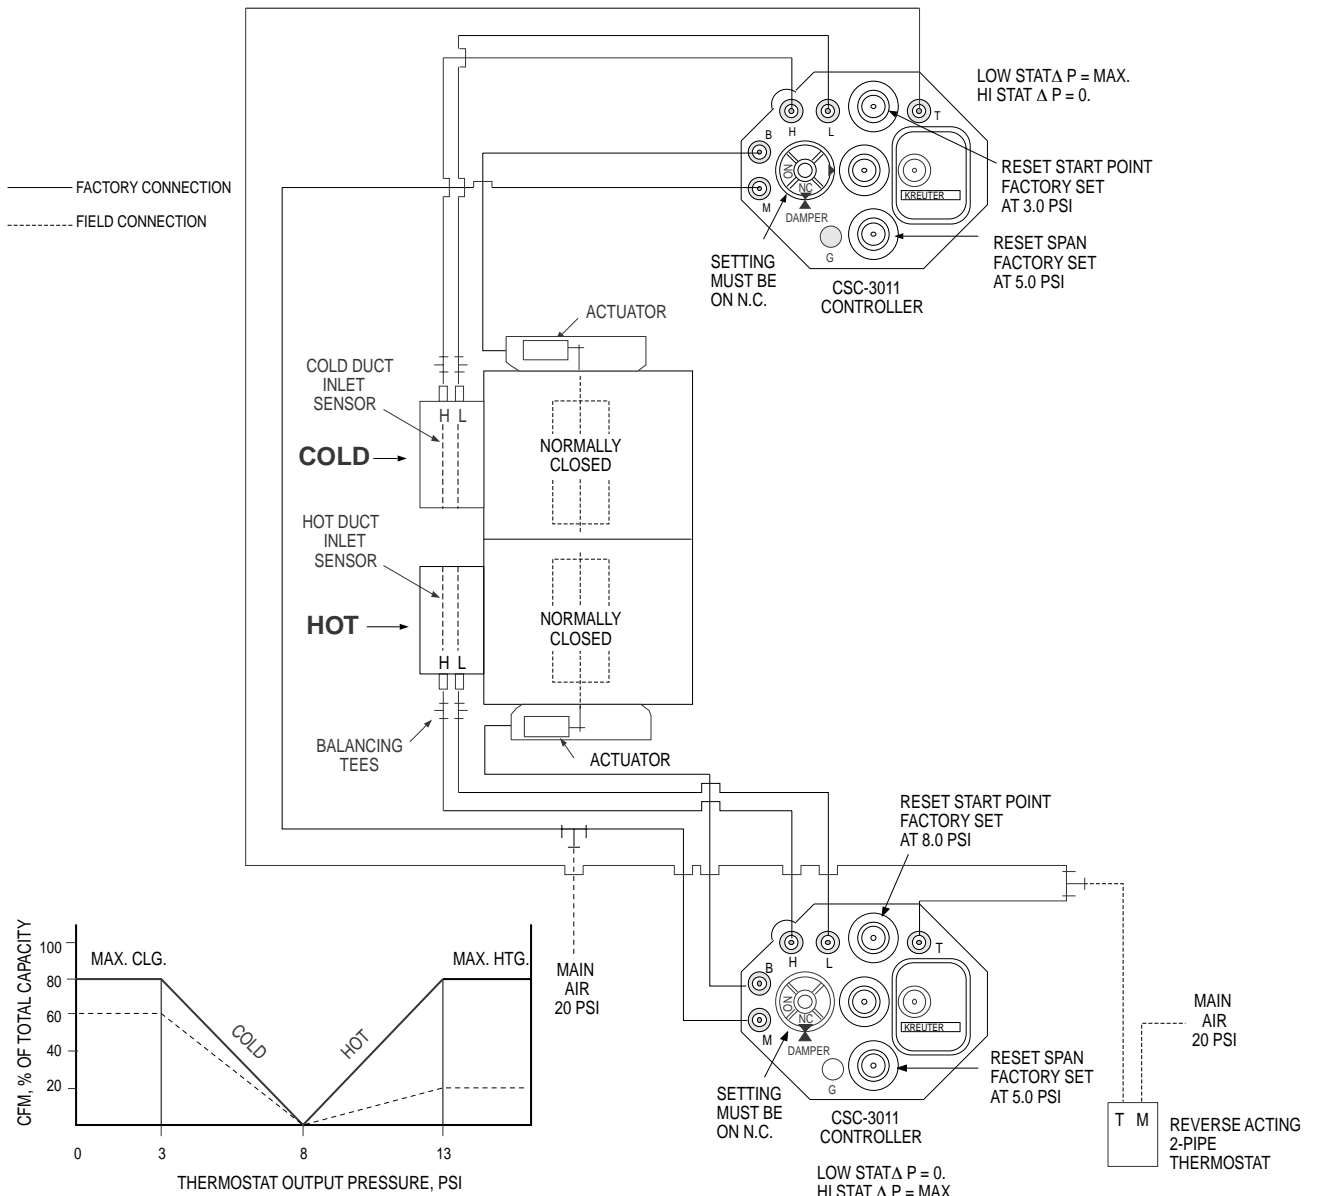 LOW STAT Δ P = MAX.
HI STAT Δ P = 0.
H
L
T
B
M
NO
NC
DAMPER
G
KREUTER
RESET START POINT
FACTORY SET
AT 3.0 PSI
RESET SPAN
FACTORY SET
AT 5.0 PSI
SETTING
MUST BE
ON N.C.
CSC-3011
CONTROLLER
FACTORY CONNECTION
FIELD CONNECTION
ACTUATOR
COLD DUCT
INLET
SENSOR
H L
COLD
NORMALLY
CLOSED
HOT DUCT
INLET
SENSOR
HOT
NORMALLY
CLOSED
H L
BALANCING
TEES
ACTUATOR
RESET START POINT
FACTORY SET
AT 8.0 PSI
H
L
T
B
M
NO
NC
DAMPER
G
KREUTER
RESET SPAN
FACTORY SET
AT 5.0 PSI
SETTING
MUST BE
ON N.C.
CSC-3011
CONTROLLER
LOW STAT Δ P = 0.
HI STAT Δ P = MAX
MAIN
AIR
20 PSI
MAIN
AIR
20 PSI
T M
REVERSE ACTING
2-PIPE
THERMOSTAT
CFM, % OF TOTAL CAPACITY
100
80
60
40
20
MAX. CLG.
MAX. HTG.
COLD
HOT
0
3
8
13
THERMOSTAT OUTPUT PRESSURE, PSI